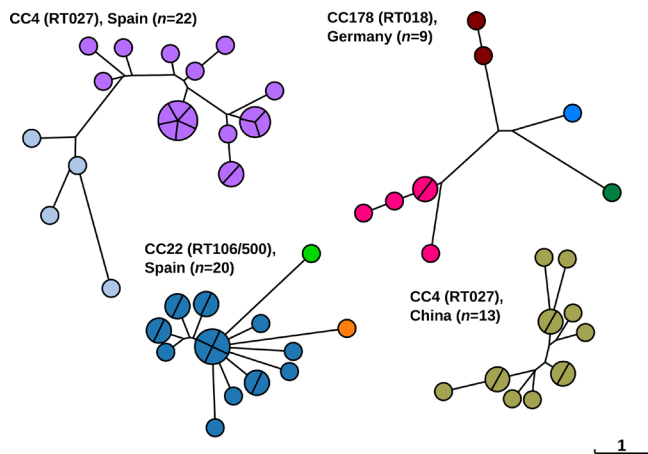 CC4 (RT027), Spain (n=22)
CC178 (RT018),
Germany (n=9)
CC22 (RT106/500),
Spain (n=20)
CC4 (RT027),
China (n=13)
1